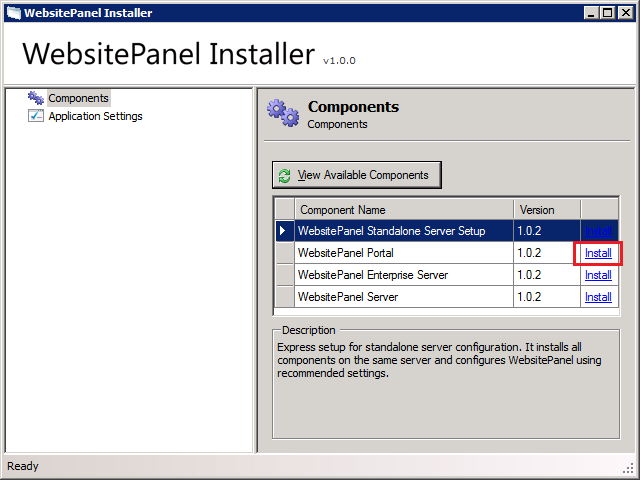 WebsitePanel Installer
WebsitePanel Installer v1.0.0
Components
Application Settings
Components
Components
View Available Components
Component Name Version
WebsitePanel Standalone Server Setup 1.0.2 Install
WebsitePanel Portal 1.0.2 Install
WebsitePanel Enterprise Server 1.0.2 Install
WebsitePanel Server 1.0.2 Install
Description
Express setup for standalone server configuration. It installs all
components on the same server and configures WebsitePanel using
recommended settings.
Ready